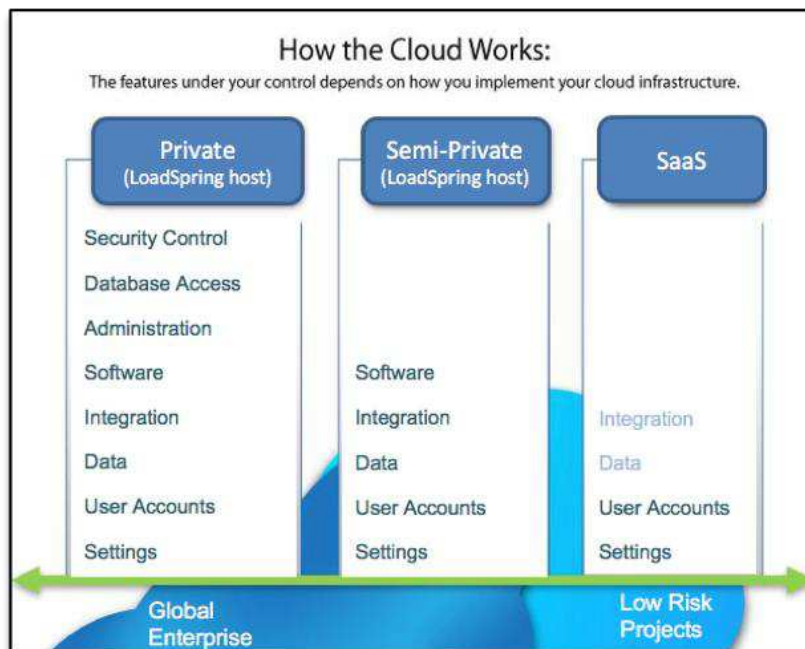 How the Cloud Works:
The features under your control depends on how you implement your cloud infrastructure.
Private
(LoadSpring host)
Security Control
Database Access
Administration
Software
Integration
Data
User Accounts
Settings
Semi-Private
(LoadSpring host)
Software
Integration
Data
User Accounts
Settings
SaaS
Integration
Data
User Accounts
Settings
Global
Enterprise
Low Risk
Projects